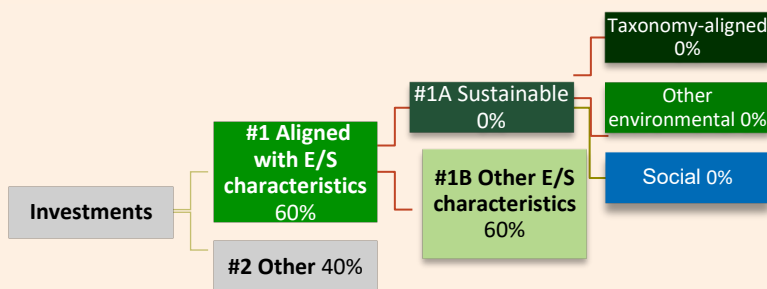 Investments
#1 Aligned
with E/S
characteristics
60%
#2 Other 40%
#1A Sustainable
0%
#1B Other E/S
characteristics
60%
Taxonomy-aligned
0%
Other
environmental 0%
Social 0%